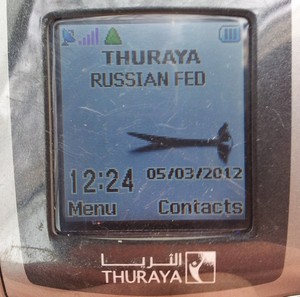 THURAYA
RUSSIAN FED
12:24 05/03/2012
Menu Contacts
الثريا
THURAYA